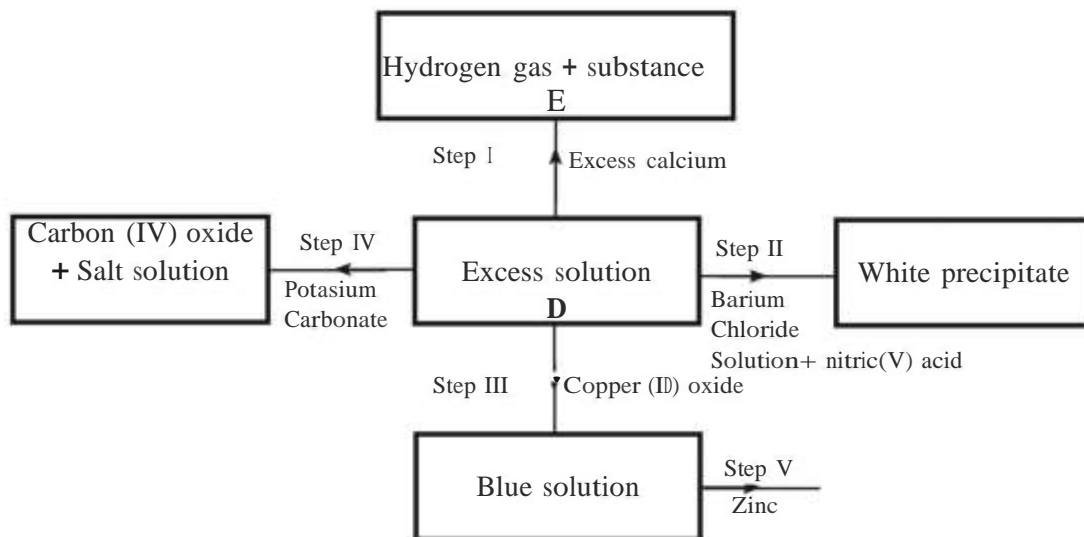 Hydrogen gas + substance
E
Step I
Excess calcium
Carbon (IV) oxide
+ Salt solution
Step IV
Potasium
Carbonate
Excess solution
D
Step II
Barium
Chloride
Solution+ nitric(V) acid
White precipitate
Step III
Copper (ID) oxide
Blue solution
Step V
Zinc